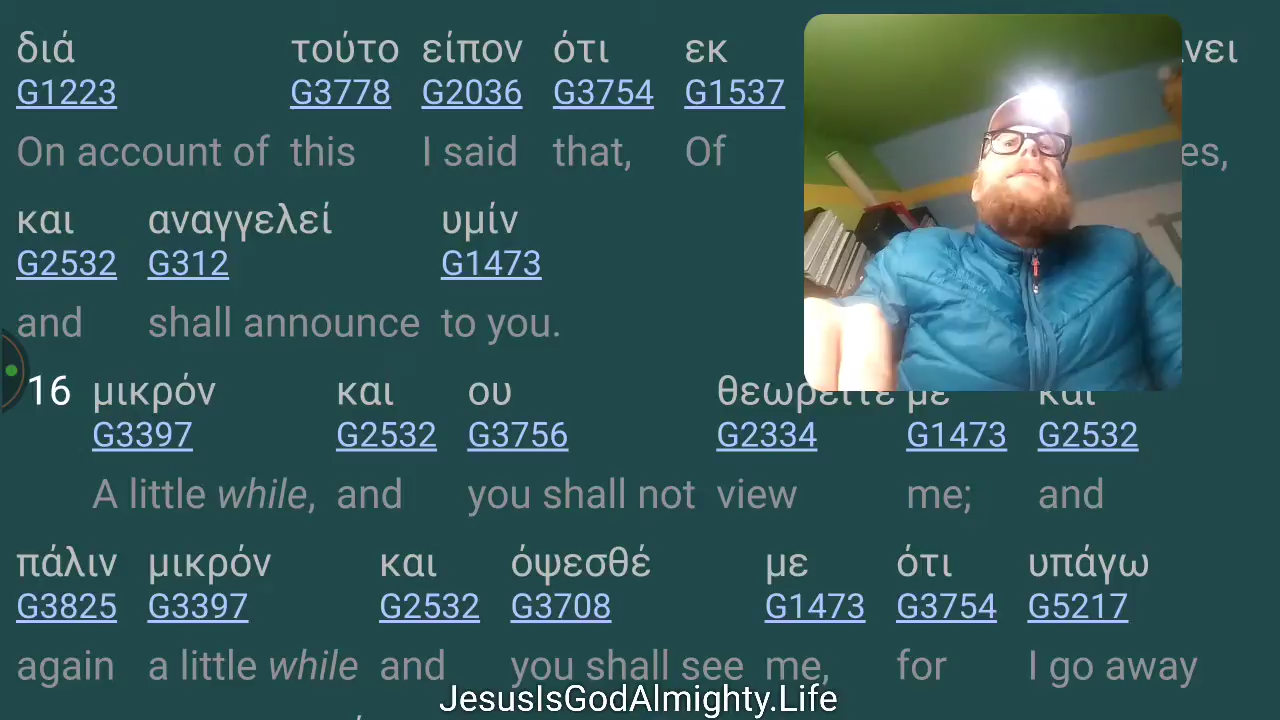 διά τούτο είπον ότι εκ
G1223 G3778 G2036 G3754 G1537
On account of this I said that, Of
και αναγγελεί υμίν
G2532 G312 G1473
and shall announce to you.
16 μικρόν και ου θεωρείτε με και
G3397 G2532 G3756 G2334 G1473 G2532
A little while, and you shall not view me; and
πάλιν μικρόν και όψεσθέ με ότι υπάγω
G3825 G3397 G2532 G3708 G1473 G3754 G5217
again a little while and you shall see me, for I go away
JesusIsGodAlmighty.Life